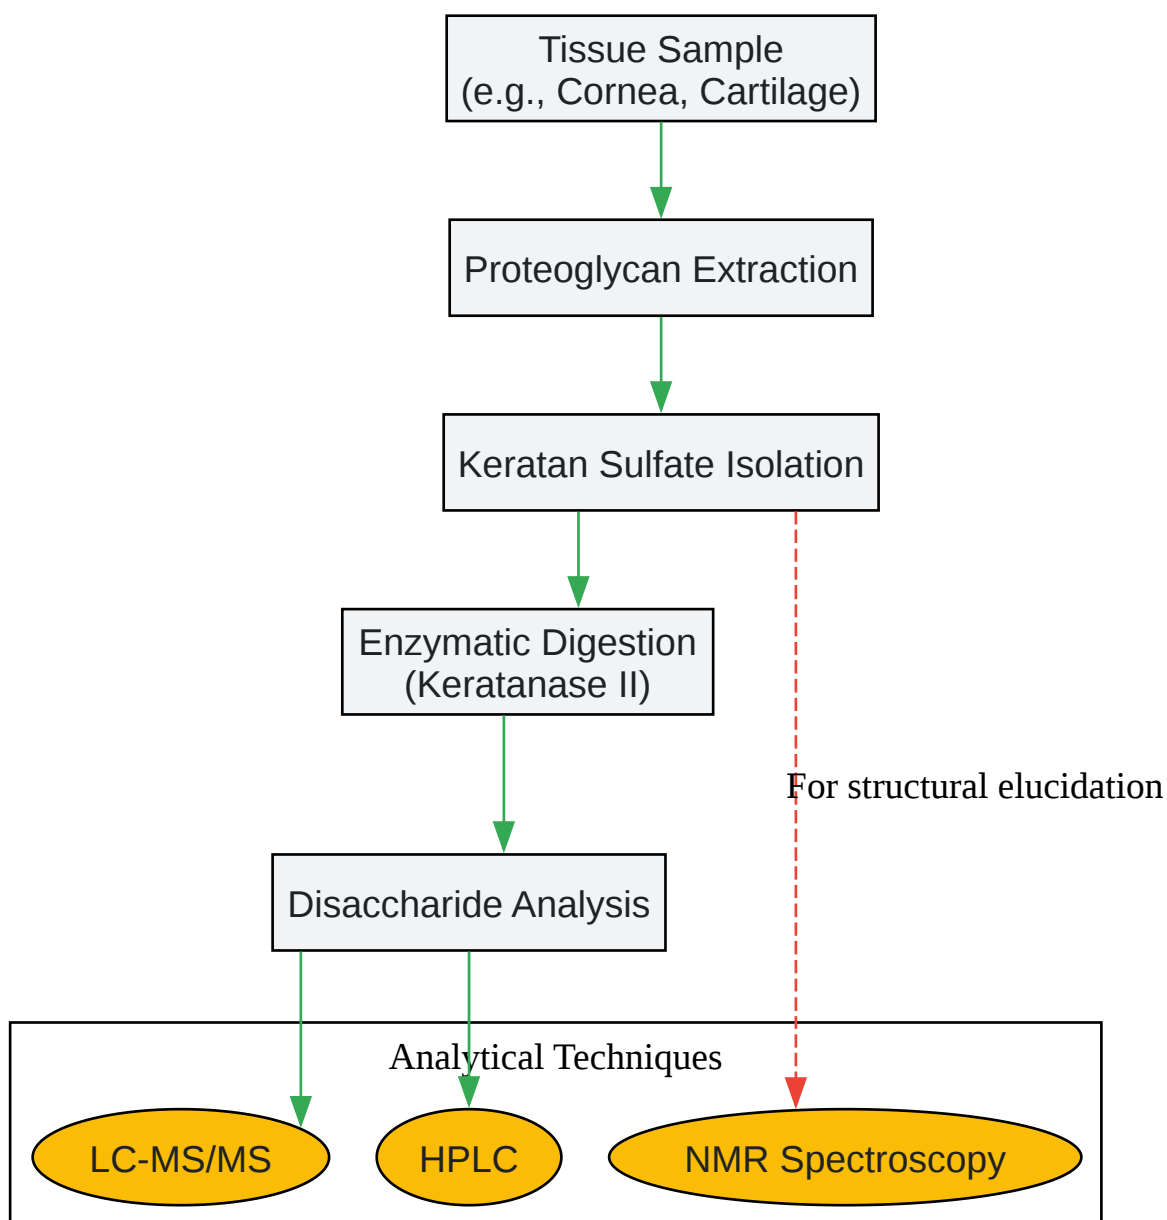 Tissue Sample
(e.g., Cornea, Cartilage)
Proteoglycan Extraction
Keratan Sulfate Isolation
Enzymatic Digestion
(Keratanase II)
For structural elucidation
Disaccharide Analysis
Analytical Techniques
LC-MS/MS
HPLC
NMR Spectroscopy